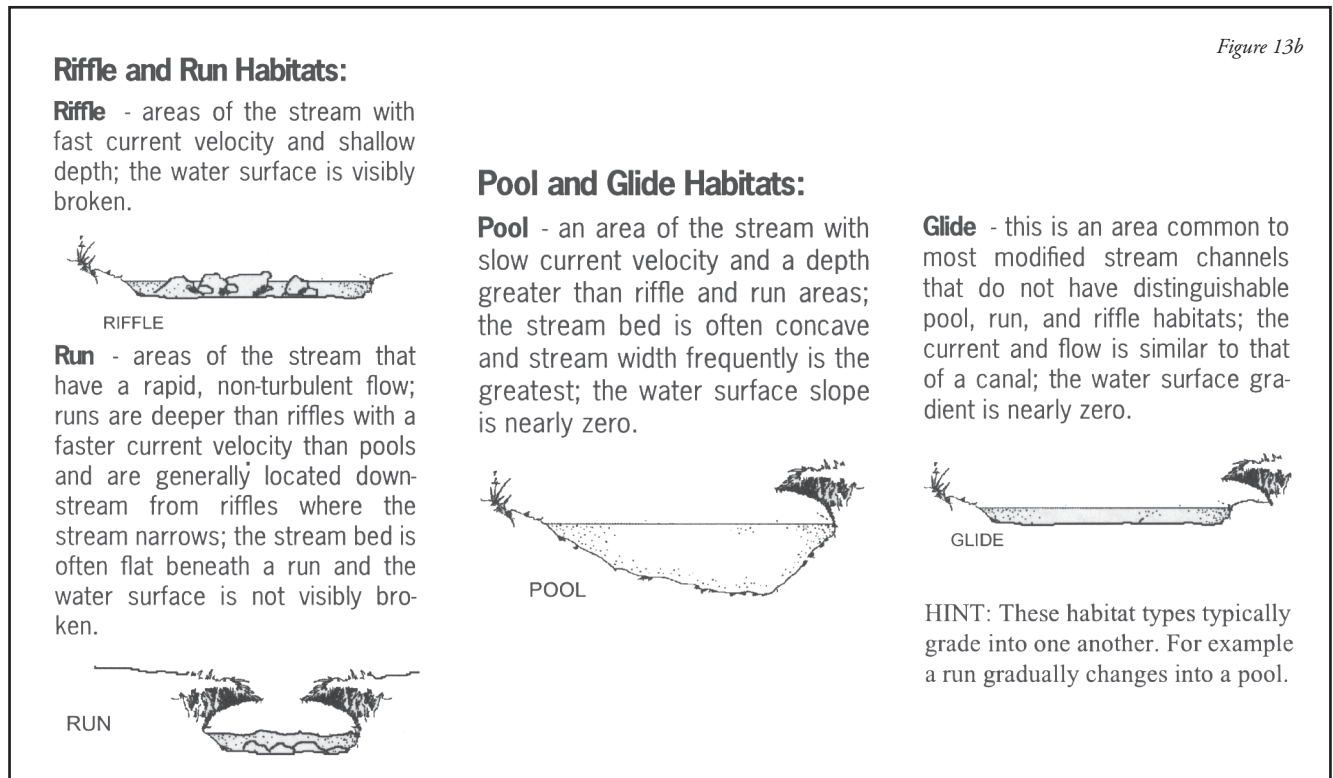 Figure 13b
Riffle and Run Habitats:
Riffle - areas of the stream with
fast current velocity and shallow
depth; the water surface is visibly
broken.
RIFFLE
Run - areas of the stream that
have a rapid, non-turbulent flow;
runs are deeper than riffles with a
faster current velocity than pools
and are generally located down-
stream from riffles where the
stream narrows; the stream bed is
often flat beneath a run and the
water surface is not visibly bro-
ken.
RUN
Pool and Glide Habitats:
Pool - an area of the stream with
slow current velocity and a depth
greater than riffle and run areas;
the stream bed is often concave
and stream width frequently is the
greatest; the water surface slope
is nearly zero.
POOL
Glide - this is an area common to
most modified stream channels
that do not have distinguishable
pool, run, and riffle habitats; the
current and flow is similar to that
of a canal; the water surface gra-
dient is nearly zero.
GLIDE
HINT: These habitat types typically
grade into one another. For example
a run gradually changes into a pool.